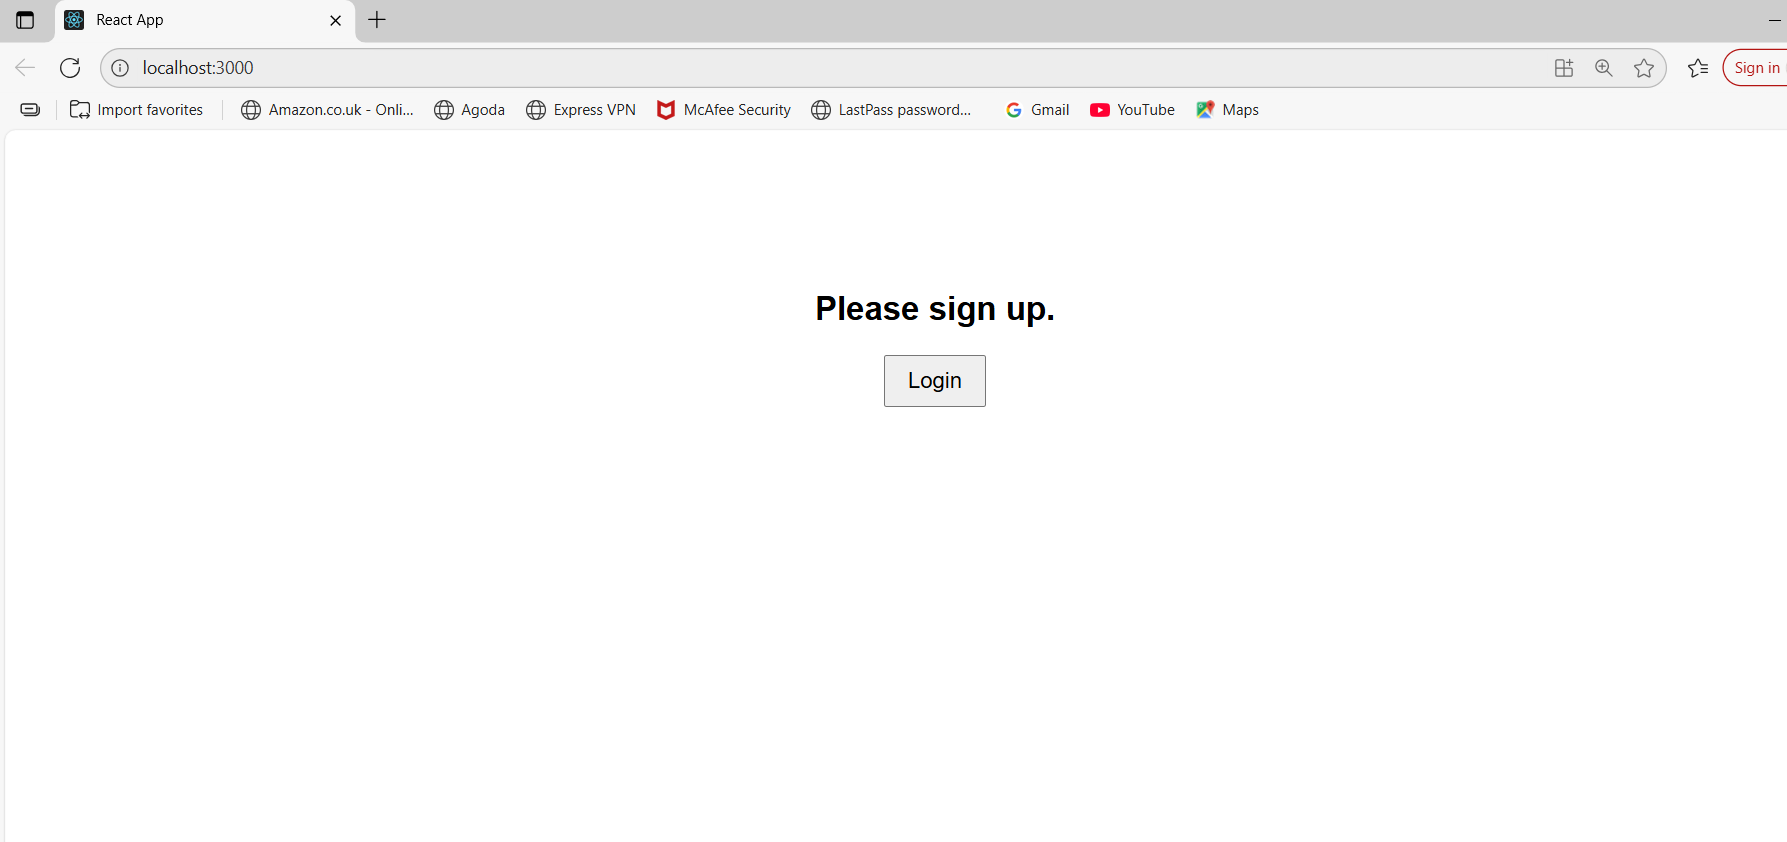 React App
localhost:3000
Sign in
Import favorites
Amazon.co.uk - Onli...
Agoda
Express VPN
McAfee Security
LastPass password...
Gmail
YouTube
Maps
Please sign up.
Login